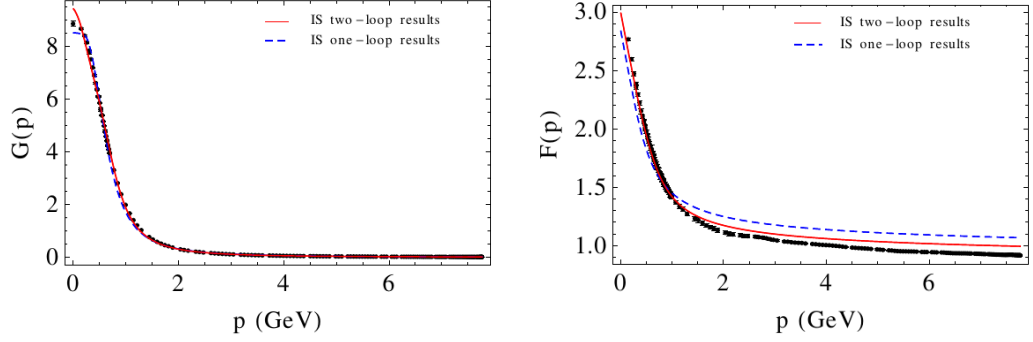 IS two-loop results
IS one-loop results
G(p)
8
6
4
2
0
0 2 4 6
p (GeV)
IS two-loop results
IS one-loop results
F(p)
3.0
2.5
2.0
1.5
1.0
0 2 4 6
p (GeV)